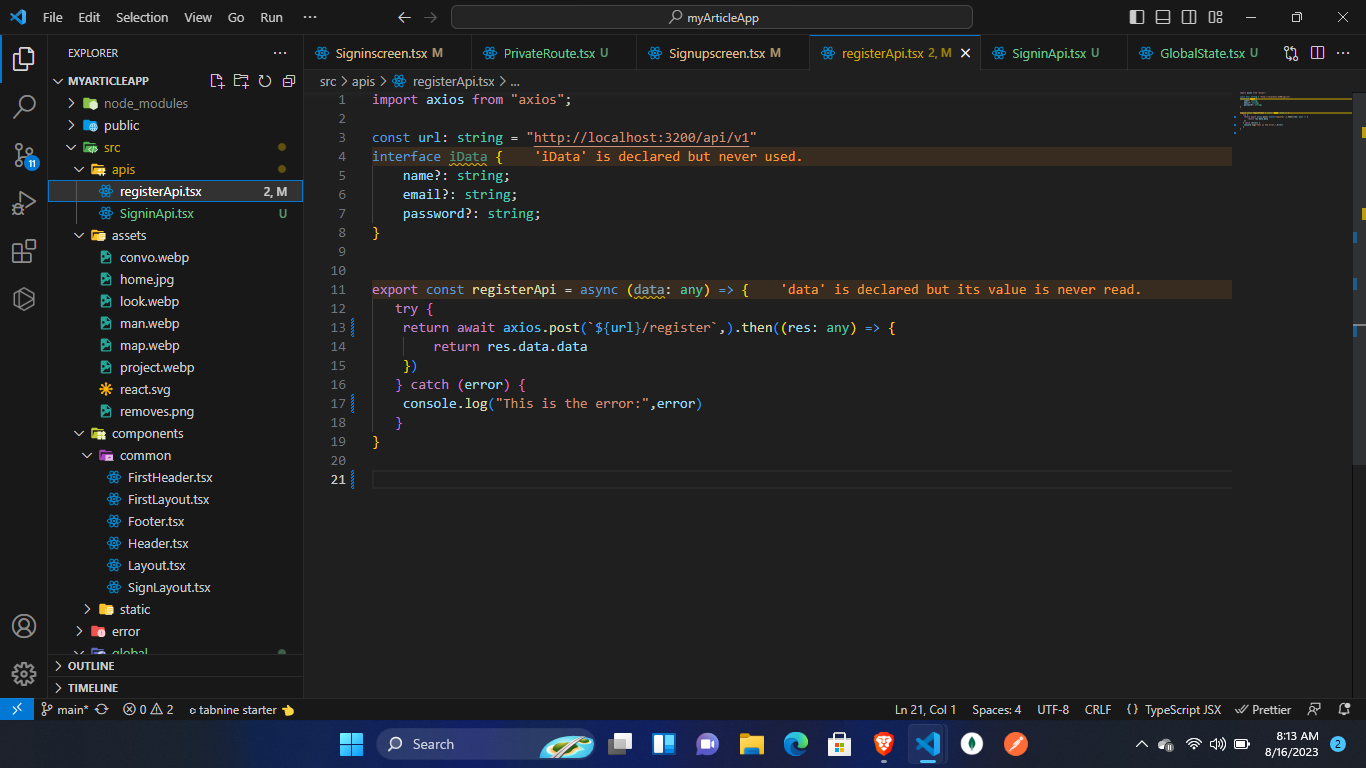 File Edit Selection View Go Run ··· myArticleApp
EXPLORER ···
MYARTICLEAPP
node_modules
public
src
apis
registerApi.tsx 2, M
SigninApi.tsx U
assets
convo.webp
home.jpg
look.webp
man.webp
map.webp
project.webp
react.svg
removes.png
components
common
FirstHeader.tsx
FirstLayout.tsx
Footer.tsx
Header.tsx
Layout.tsx
SignLayout.tsx
static
error
global
OUTLINE
TIMELINE
Signinscreen.tsx M PrivateRoute.tsx U Signupscreen.tsx M registerApi.tsx 2, M SigninApi.tsx U GlobalState.tsx U ···
src > apis > registerApi.tsx > ...
1 import axios from "axios";
2
3 const url: string = "http://localhost:3200/api/v1"
4 interface iData { 'iData' is declared but never used.
5 name?: string;
6 email?: string;
7 password?: string;
8 }
9
10
11 export const registerApi = async (data: any) => { 'data' is declared but its value is never read.
12 try {
13 return await axios.post(`${url}/register`,).then((res: any) => {
14 return res.data.data
15 })
16 } catch (error) {
17 console.log("This is the error:",error)
18 }
19 }
20
21
11
main* 0 2 tabnine starter Ln 21, Col 1 Spaces: 4 UTF-8 CRLF {} TypeScript JSX Prettier
Search
8:13 AM
8/16/2023
2